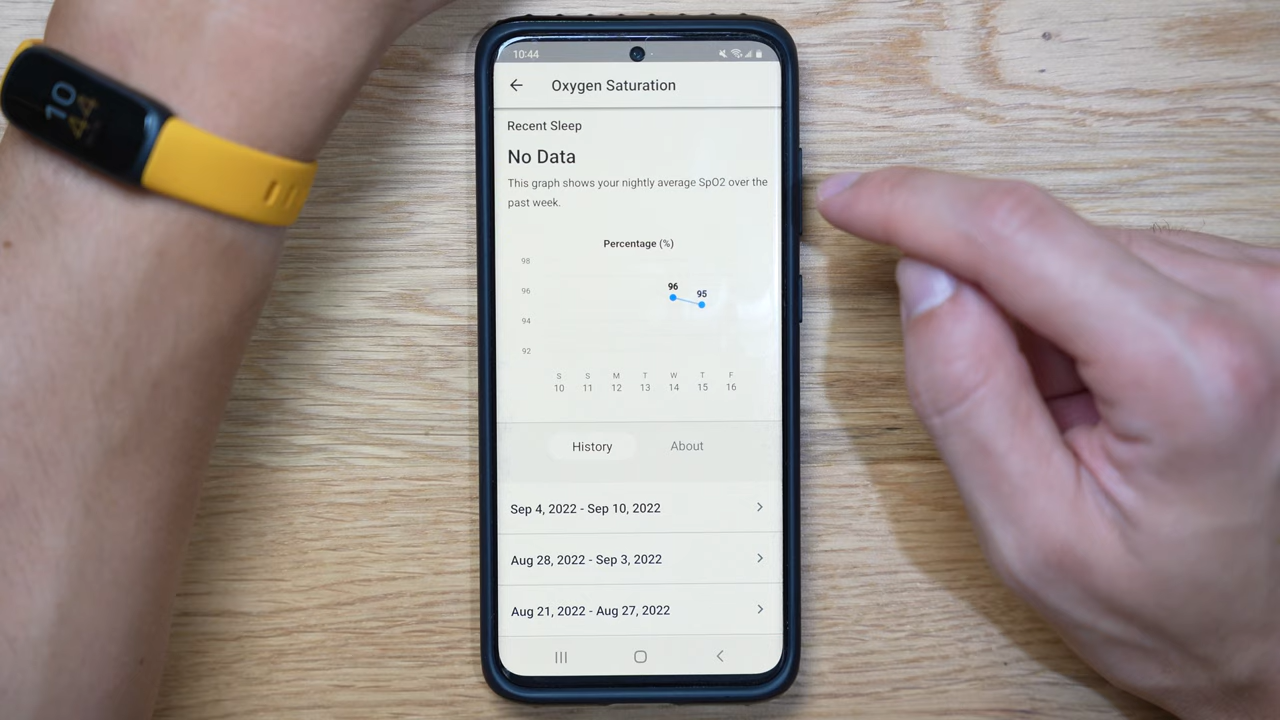 10
44
10:44
Oxygen Saturation
Recent Sleep
No Data
This graph shows your nightly average SpO2 over the
past week.
Percentage (%)
98
96
94
92
96
95
S S M T W T F
10 11 12 13 14 15 16
History About
Sep 4, 2022 - Sep 10, 2022
Aug 28, 2022 - Sep 3, 2022
Aug 21, 2022 - Aug 27, 2022